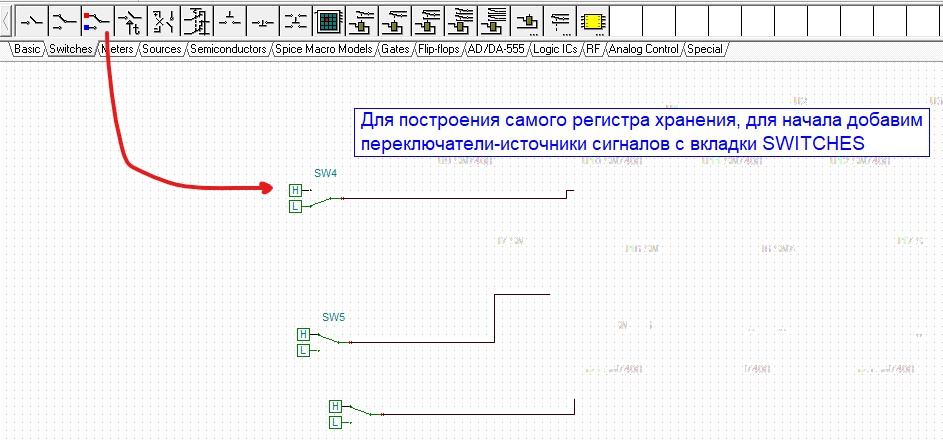 Basic Switches Meters Sources Semiconductors Spice Macro Models Gates Flip-flops AD/DA-555 Logic ICs RF Analog Control Special
Для построения самого регистра хранения, для начала добавим
переключатели-источники сигналов с вкладки SWITCHES
SW4
H
L
SW5
H
L
H
L